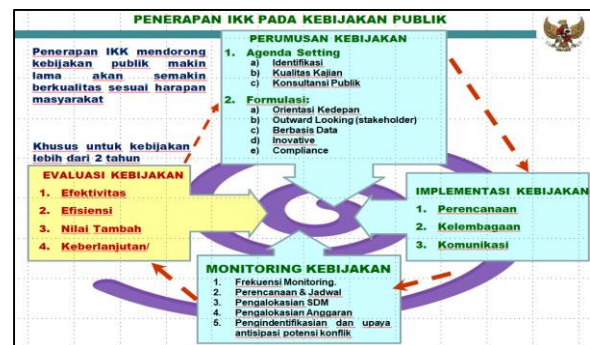 PENERAPAN IKK PADA KEBIJAKAN PUBLIK
Penerapan IKK mendorong
kebijakan publik makin
lama akan semakin
berkualitas sesuai harapan
masyarakat
PERUMUSAN KEBIJAKAN
1. Agenda Setting
a) Identifikasi
b) Kualitas Kajian
c) Konsultansi Publik
2. Formulasi:
a) Orientasi Kedepan
b) Outward Looking (stakeholder)
c) Berbasis Data
d) Inovative
e) Compliance
Khusus untuk kebijakan
lebih dari 2 tahun
EVALUASI KEBIJAKAN
1. Efektivitas
2. Efisiensi
3. Nilai Tambah
4. Keberlanjutan/
IMPLEMENTASI KEBIJAKAN
1. Perencanaan
2. Kelembagaan
3. Komunikasi
MONITORING KEBIJAKAN
1. Frekuensi Monitoring.
2. Perencanaan & Jadwal
3. Pengalokasian SDM
4. Pengalokasian Anggaran
5. Pengindentifikasian dan upaya
antisipasi potensi konflik